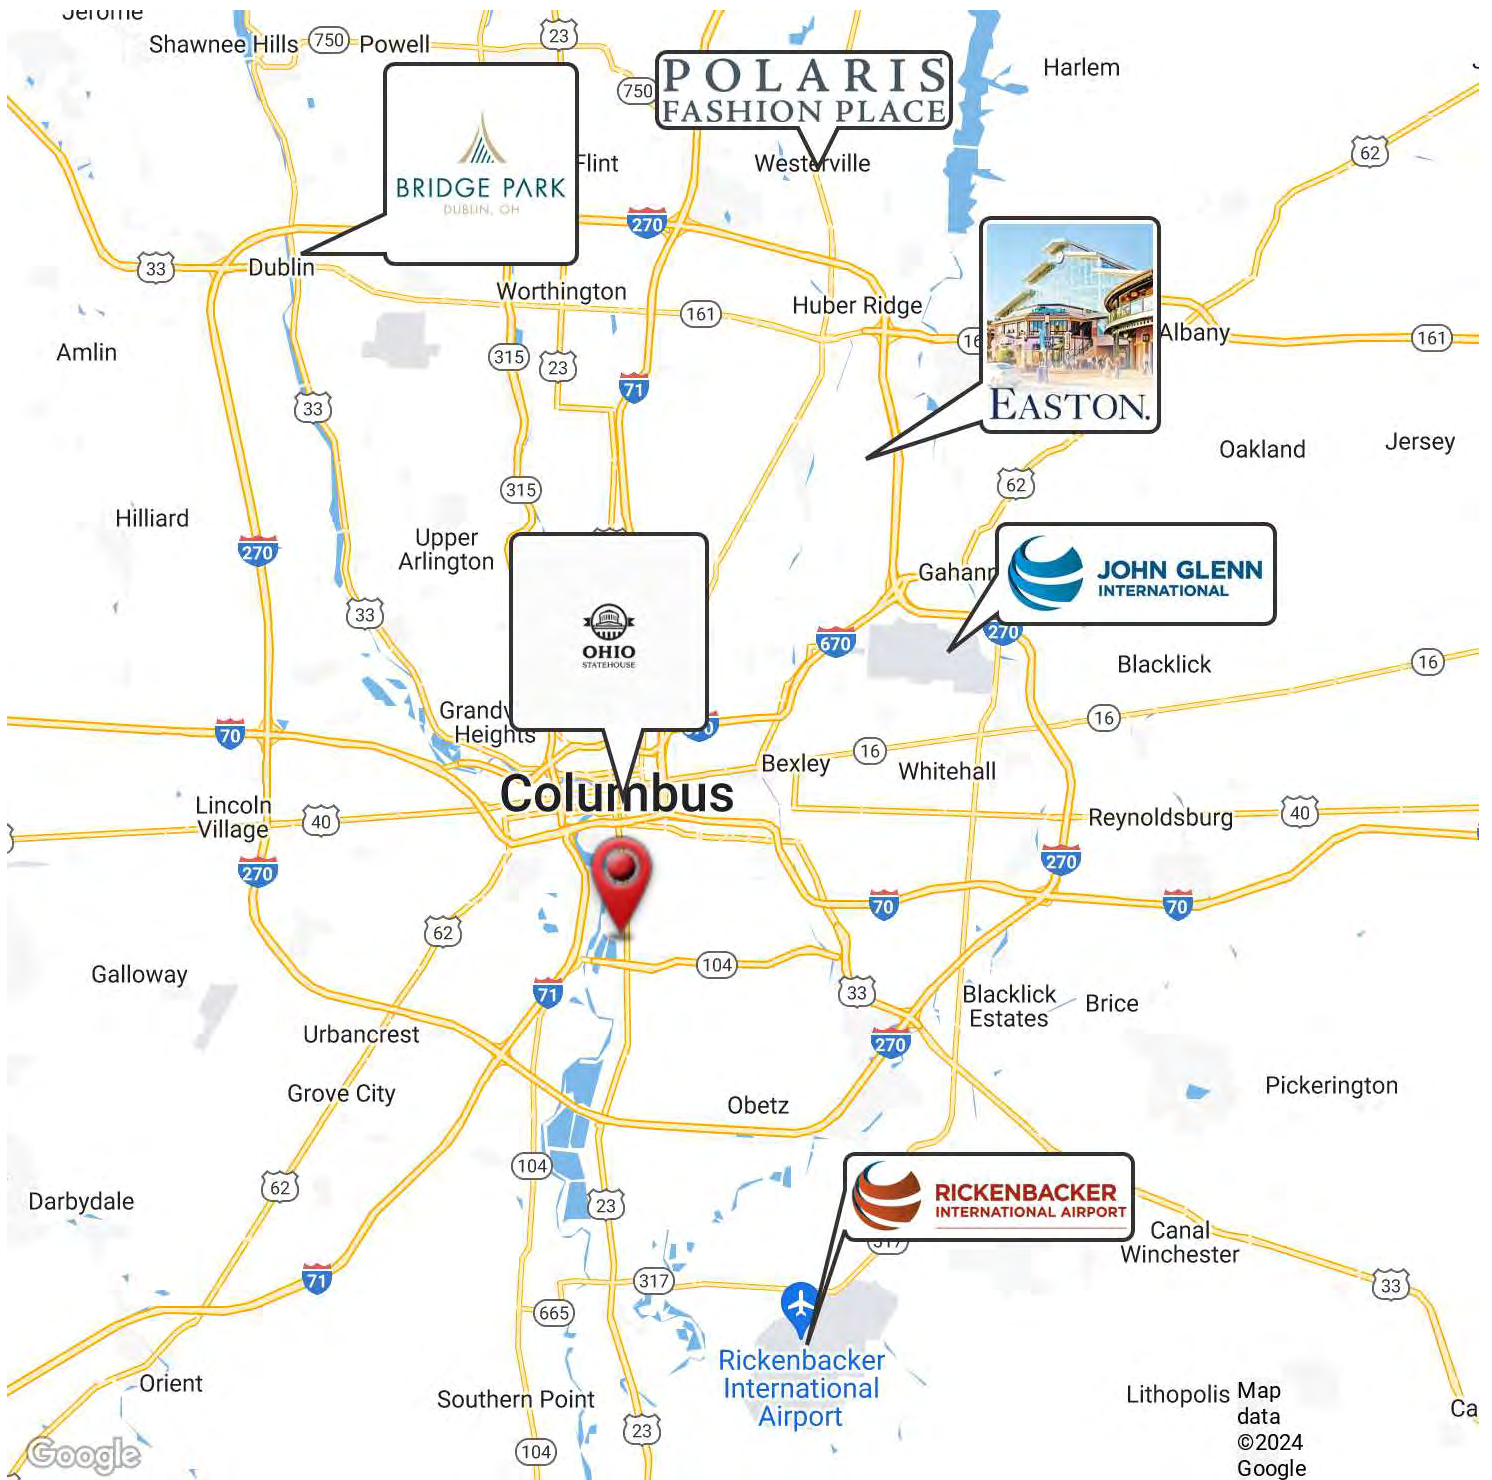 Jerome
Shawnee Hills
750
Powell
23
750
POLARIS
FASHION PLACE
Harlem
62
BRIDGE PARK
DUBLIN, OH
Flint
Westerville
270
33
Dublin
Worthington
161
Huber Ridge
EASTON.
Albany
161
Amlin
315
23
71
33
Oakland
Jersey
315
62
Hilliard
Upper
Arlington
270
Gahann
JOHN GLENN
INTERNATIONAL
33
OHIO
STATEHOUSE
670
270
Blacklick
16
16
Grandv
Heights
70
16
Bexley
Whitehall
Columbus
Lincoln
Village
40
Reynoldsburg
40
270
270
70
70
62
104
Galloway
71
33
Blacklick
Estates
Brice
Urbancrest
270
Grove City
Obetz
Pickerington
104
62
23
Darbydale
RICKENBACKER
INTERNATIONAL AIRPORT
317
Canal
Winchester
71
317
33
665
Rickenbacker
International
Airport
Orient
Southern Point
Lithopolis
Map
data
©2024
Google
Ca
23
104
Google